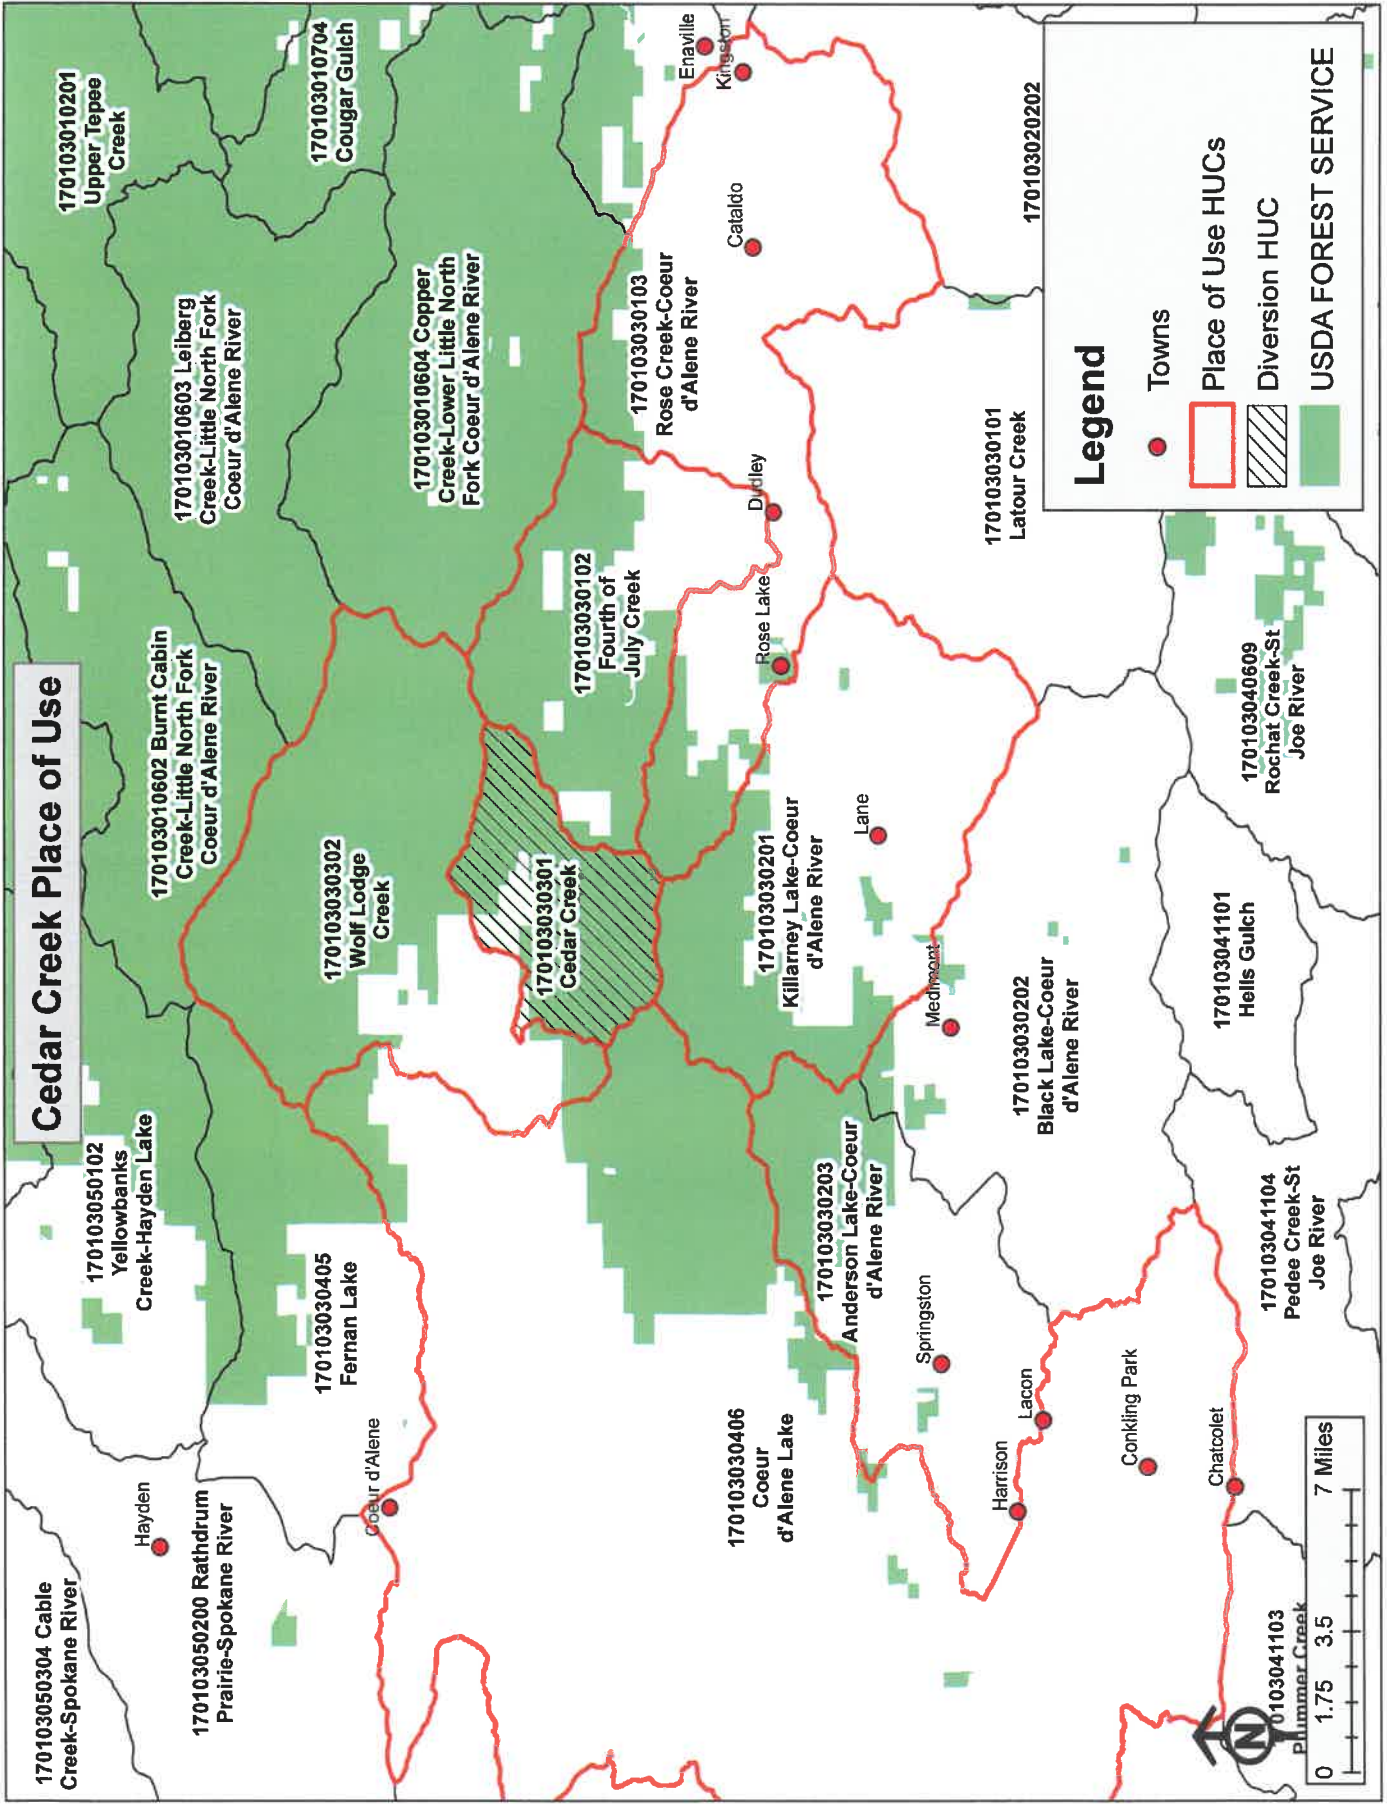 Cedar Creek Place of Use
170103050304 Cable
Creek-Spokane River
Hayden
170103050200 Rathdrum
Prairie-Spokane River
170103050102
Yellowbanks
Creek-Hayden Lake
170103010602 Burnt Cabin
Creek-Little North Fork
Coeur d'Alene River
170103010603 Leiberg
Creek-Little North Fork
Coeur d'Alene River
170103010201
Upper Tepee
Creek
170103010704
Cougar Gulch
Coeur d'Alene
170103030405
Fernan Lake
170103030302
Wolf Lodge
Creek
170103010604 Copper
Creek-Lower Little North
Fork Coeur d'Alene River
170103030301
Cedar Creek
170103030102
Fourth of
July Creek
170103030103
Rose Creek-Coeur
d'Alene River
Enaville
Kingston
Cataldo
Dudley
Rose Lake
170103030406
Coeur
d'Alene Lake
170103030203
Anderson Lake-Coeur
d'Alene River
170103030201
Killarney Lake-Coeur
d'Alene River
Lane
Springston
Medimont
170103030101
Latour Creek
170103020202
Harrison
Lacon
170103030202
Black Lake-Coeur
d'Alene River
Conkling Park
Chatcolet
170103041101
Hells Gulch
170103040609
Rochat Creek-St
Joe River
170103041104
Pedee Creek-St
Joe River
0103041103
Plummer Creek
N
0 1.75 3.5 7 Miles
Legend
Towns
Place of Use HUCs
Diversion HUC
USDA FOREST SERVICE